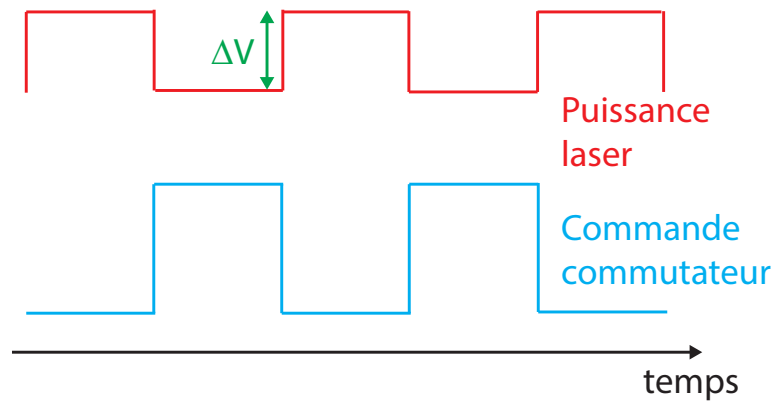 ΔV
Puissance
laser
Commande
commutateur
temps